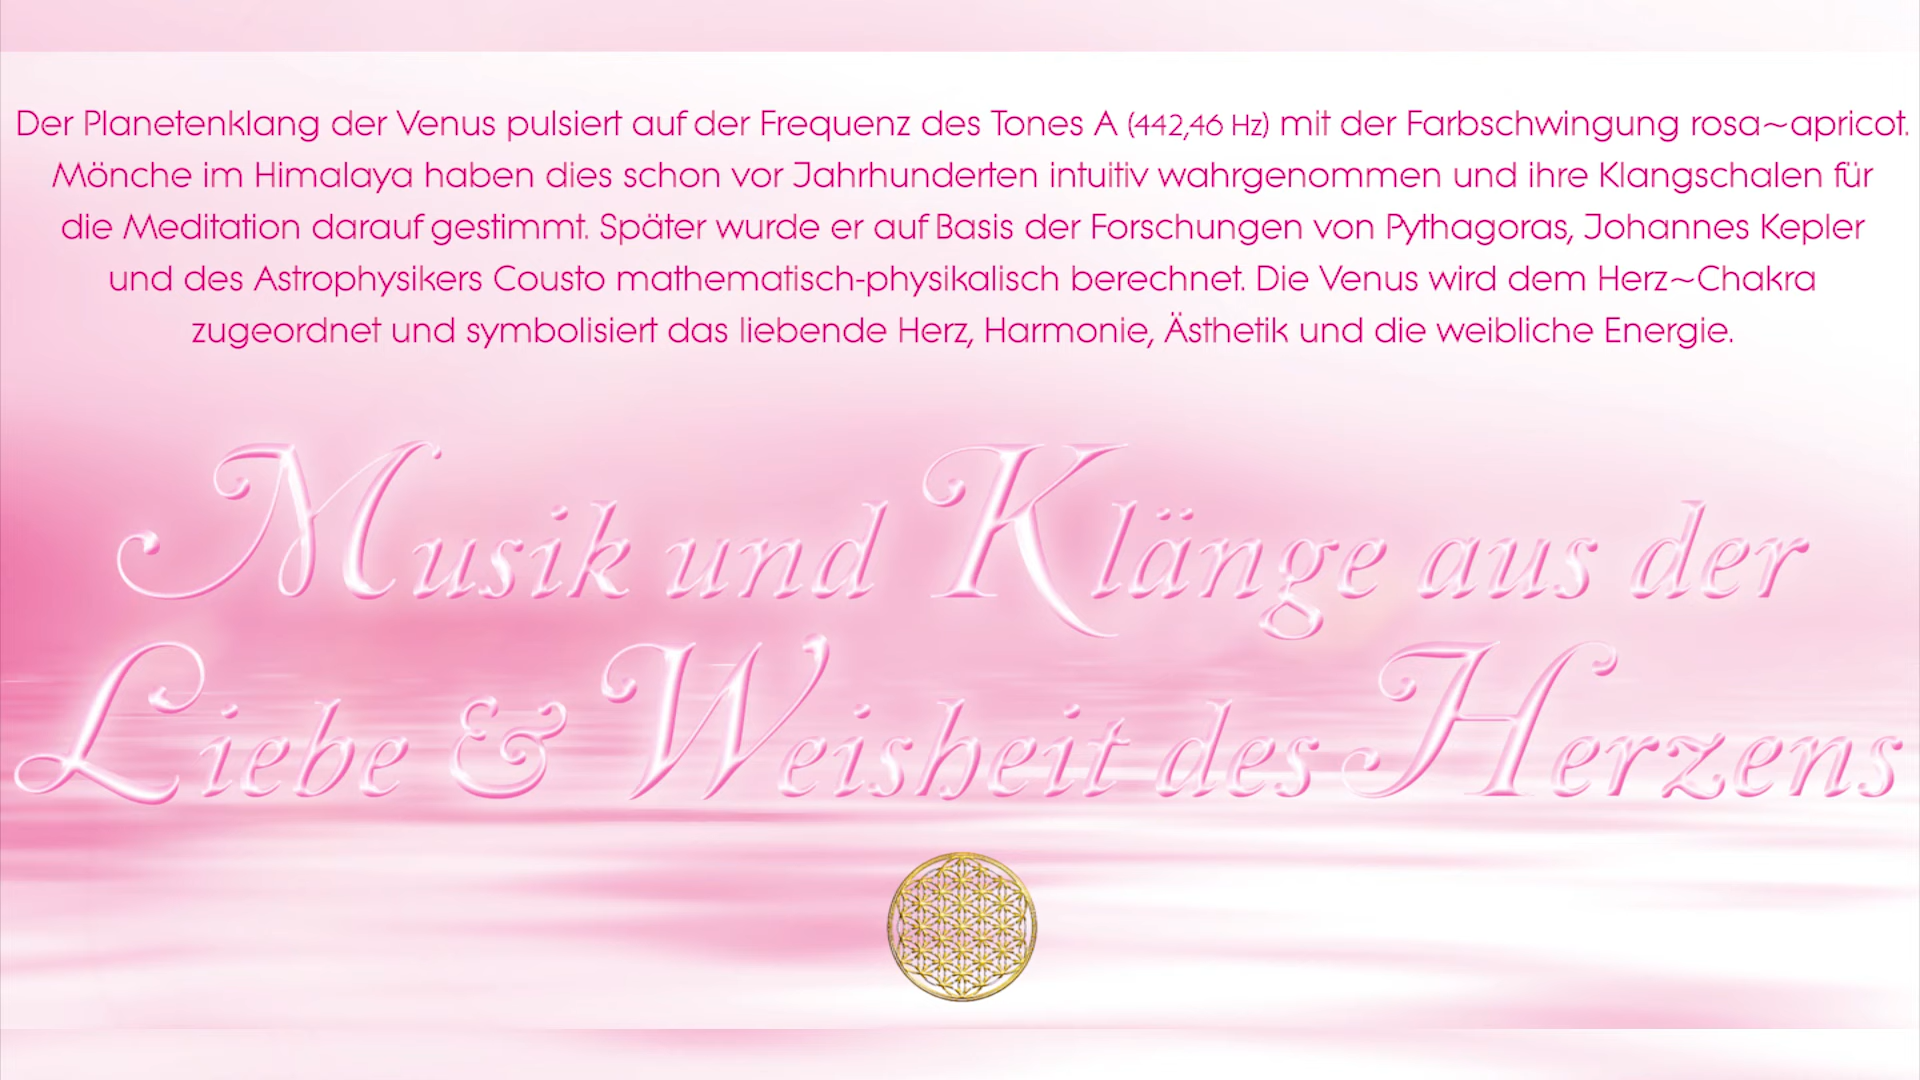 Der Planetenklang der Venus pulsiert auf der Frequenz des Tones A (442,46 Hz) mit der Farbschwingung rosa~apricot.
Mönche im Himalaya haben dies schon vor Jahrhunderten intuitiv wahrgenommen und ihre Klangschalen für
die Meditation darauf gestimmt. Später wurde er auf Basis der Forschungen von Pythagoras, Johannes Kepler
und des Astrophysikers Cousto mathematisch-physikalisch berechnet. Die Venus wird dem Herz~Chakra
zugeordnet und symbolisiert das liebende Herz, Harmonie, Ästhetik und die weibliche Energie.
Musik und Klänge aus der
Liebe & Weisheit des Herzens